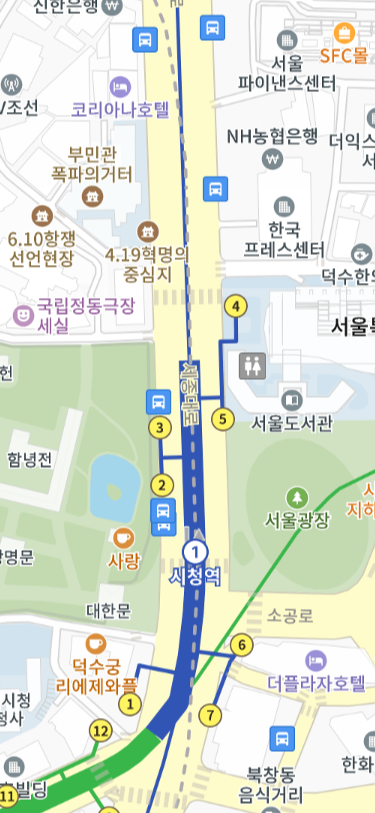 신한은행
서울
파이낸스센터
SFC몰
V조선
코리아나호텔
NH농협은행
더익스
서
부민관
폭파의거터
한국
프레스센터
6.10항쟁
선언현장
4.19혁명의
중심지
덕수한의
국립정동극장
세실
4
서울특
헌
세종대로
서울도서관
5
3
함녕전
2
서울광장
시
지하
1
시청역
사랑
광명문
대한문
소공로
덕수궁
리에제와플
6
더플라자호텔
1
7
시청
청사
12
북창동
음식거리
한화
빌딩
11